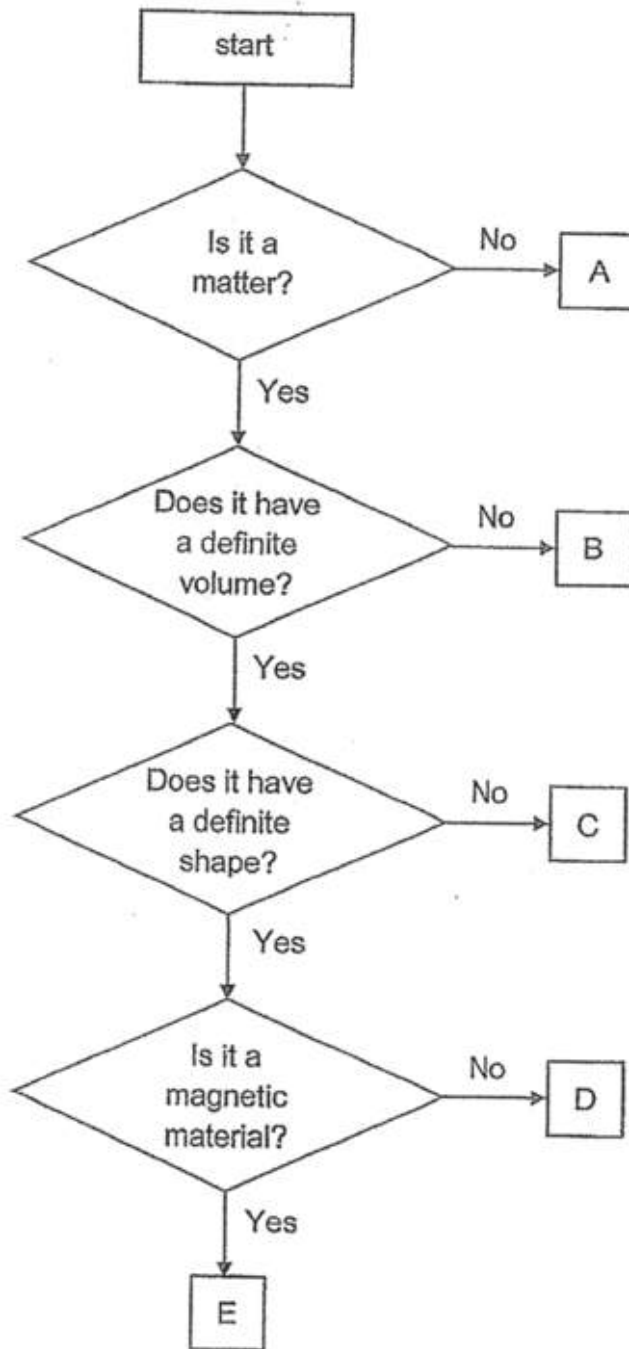 start
Is it a
matter?
No
A
Yes
Does it have
a definite
volume?
No
B
Yes
Does it have
a definite
shape?
No
C
Yes
Is it a
magnetic
material?
No
D
Yes
E